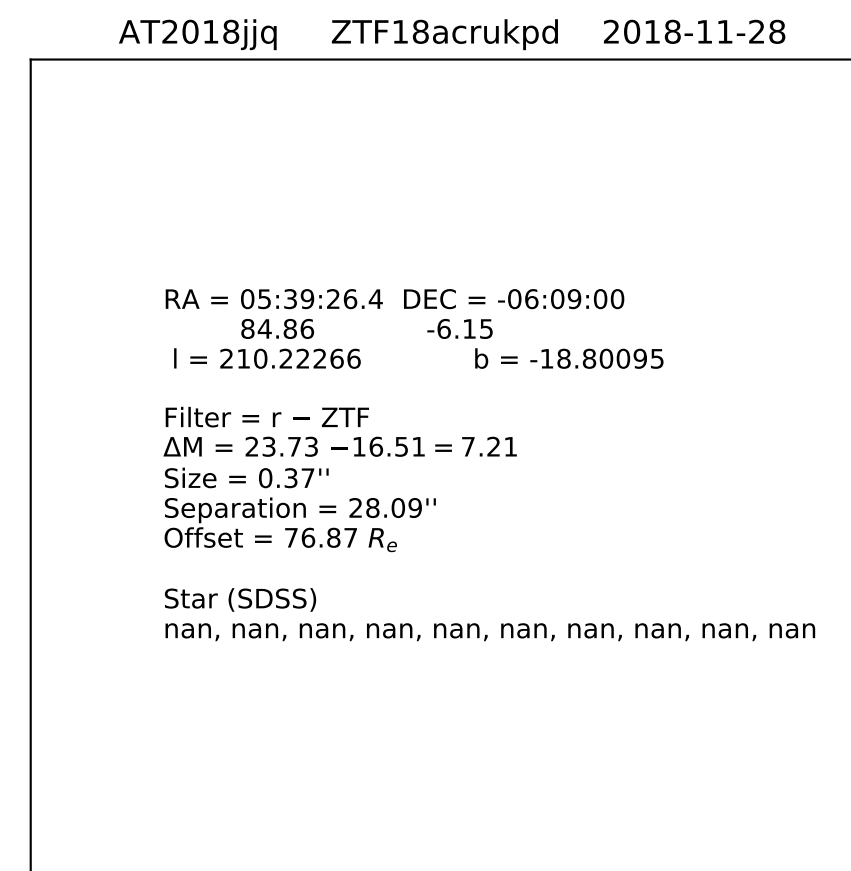 AT2018jjq ZTF18acrukpd 2018-11-28
RA = 05:39:26.4 DEC = -06:09:00
84.86 -6.15
l = 210.22266 b = -18.80095
Filter = r − ZTF
ΔM = 23.73 −16.51 = 7.21
Size = 0.37''
Separation = 28.09''
Offset = 76.87 Re
Star (SDSS)
nan, nan, nan, nan, nan, nan, nan, nan, nan, nan